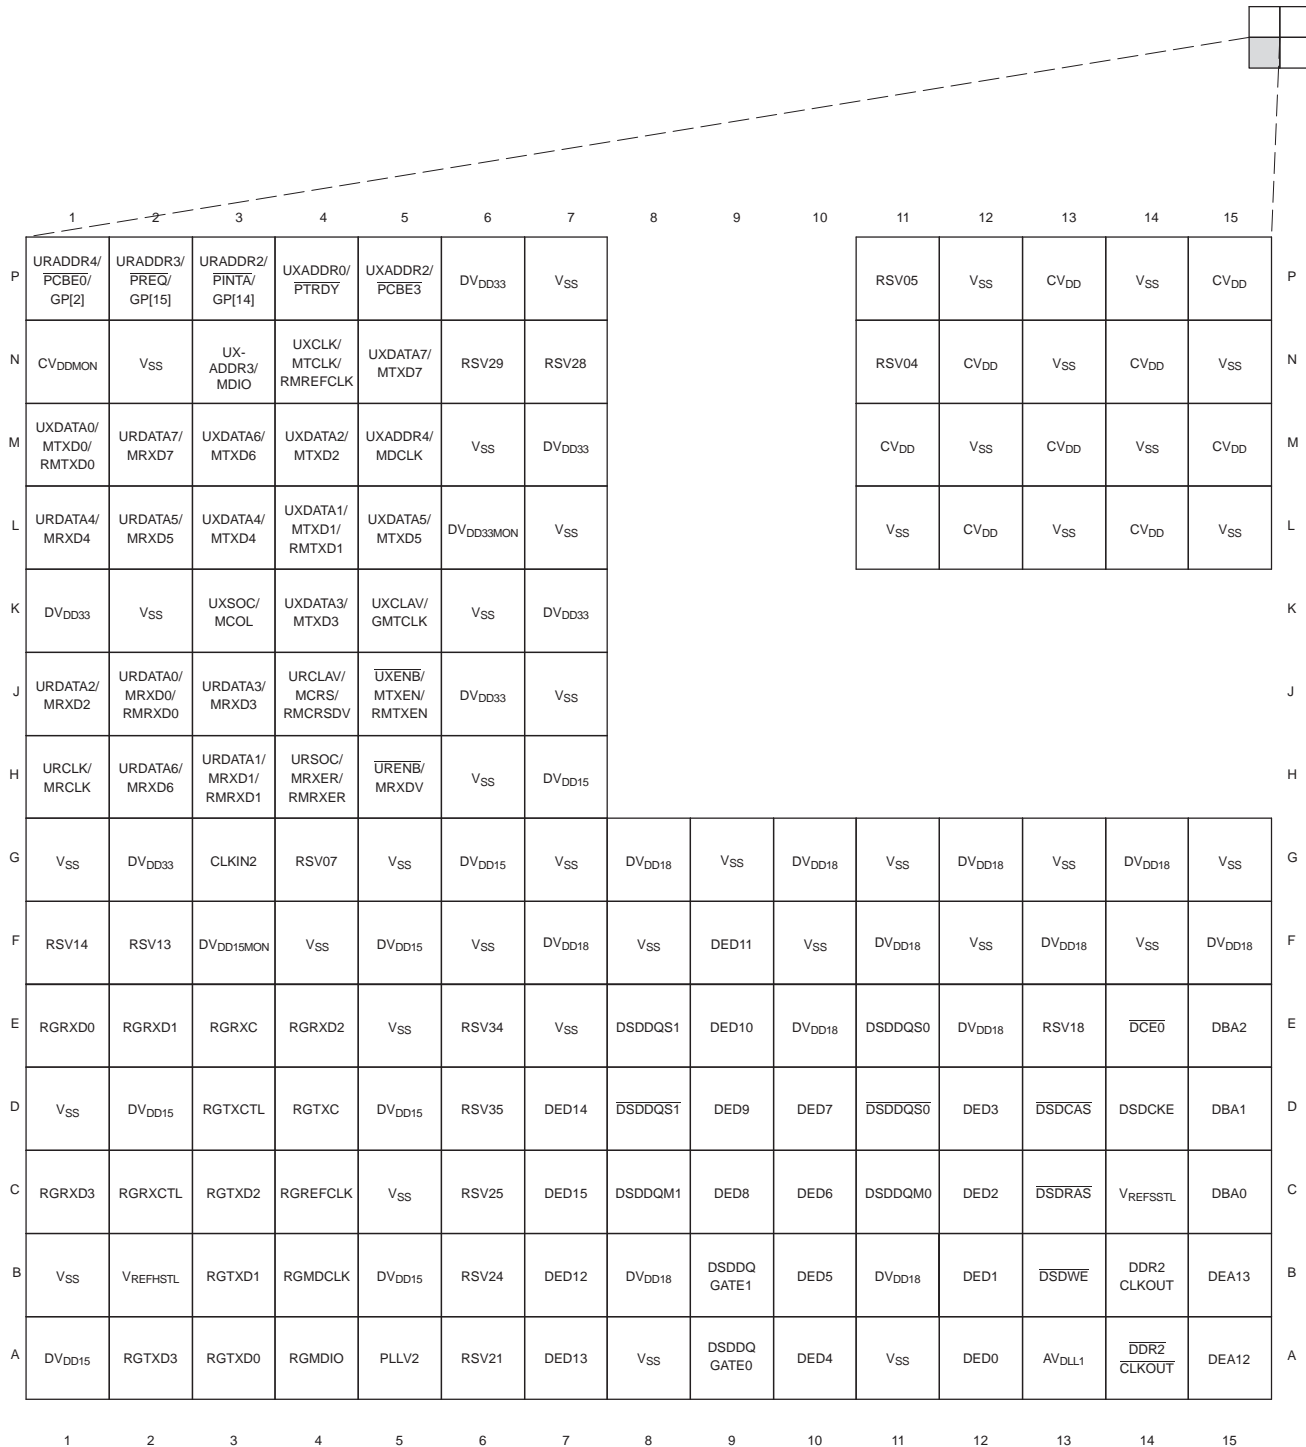 1 2 3 4 5 6 7 8 9 10 11 12 13 14 15
P URADDR4/ PCBE0/ GP[2] URADDR3/ PREQ/ GP[15] URADDR2/ PINTA/ GP[14] UXADDR0/ PTRDY UXADDR2/ PCBE3 DVDD33 VSS RSV05 VSS CVDD VSS CVDD P
N CVDDMON VSS UX- ADDR3/ MDIO UXCLK/ MTCLK/ RMREFCLK UXDATA7/ MTXD7 RSV29 RSV28 RSV04 CVDD VSS CVDD VSS N
M UXDATA0/ MTXD0/ RMTXD0 URDATA7/ MRXD7 UXDATA6/ MTXD6 UXDATA2/ MTXD2 UXADDR4/ MDCLK VSS DVDD33 CVDD VSS CVDD VSS CVDD M
L URDATA4/ MRXD4 URDATA5/ MRXD5 UXDATA4/ MTXD4 UXDATA1/ MTXD1/ RMTXD1 UXDATA5/ MTXD5 DVDD33MON VSS VSS CVDD VSS CVDD VSS L
K DVDD33 VSS UXSOC/ MCOL UXDATA3/ MTXD3 UXCLAV/ GMTCLK VSS DVDD33 K
J URDATA2/ MRXD2 URDATA0/ MRXD0/ RMRXD0 URDATA3/ MRXD3 URCLAV/ MCRS/ RMCRSDV UXENB/ MTXEN/ RMTXEN DVDD33 VSS J
H URCLK/ MRCLK URDATA6/ MRXD6 URDATA1/ MRXD1/ RMRXD1 URSOC/ MRXER/ RMRXER URENB/ MRXDV VSS DVDD15 H
G VSS DVDD33 CLKIN2 RSV07 VSS DVDD15 VSS DVDD18 VSS DVDD18 VSS DVDD18 VSS DVDD18 VSS G
F RSV14 RSV13 DVDD15MON VSS DVDD15 VSS DVDD18 VSS DED11 VSS DVDD18 VSS DVDD18 VSS DVDD18 F
E RGRXD0 RGRXD1 RGRXC RGRXD2 VSS RSV34 VSS DSDDQS1 DED10 DVDD18 DSDDQS0 DVDD18 RSV18 DCE0 DBA2 E
D VSS DVDD15 RGTXCTL RGTXC DVDD15 RSV35 DED14 DSDDQS1 DED9 DED7 DSDDQS0 DED3 DSDCAS DSDCKE DBA1 D
C RGRXD3 RGRXCTL RGTXD2 RGREFCLK VSS RSV25 DED15 DSDDQM1 DED8 DED6 DSDDQM0 DED2 DSDRAS VREFSSTL DBA0 C
B VSS VREFHSTL RGTXD1 RGMDCLK DVDD15 RSV24 DED12 DVDD18 DSDDQ GATE1 DED5 DVDD18 DED1 DSDWE DDR2 CLKOUT DEA13 B
A DVDD15 RGTXD3 RGTXD0 RGMDIO PLLV2 RSV21 DED13 VSS DSDDQ GATE0 DED4 VSS DED0 AVDLL1 DDR2 CLKOUT DEA12 A
1 2 3 4 5 6 7 8 9 10 11 12 13 14 15